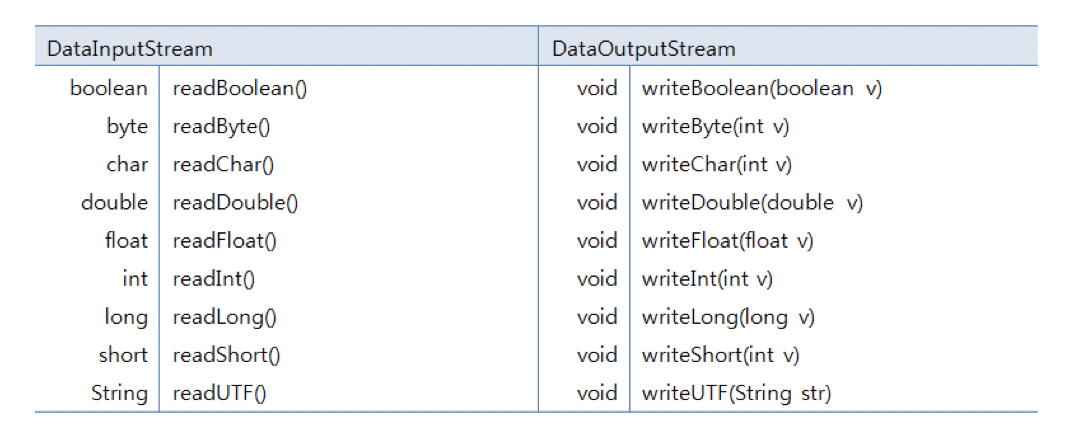 DataInputStream DataOutputStream
boolean readBoolean() void writeBoolean(boolean v)
byte readByte() void writeByte(int v)
char readChar() void writeChar(int v)
double readDouble() void writeDouble(double v)
float readFloat() void writeFloat(float v)
int readInt() void writeInt(int v)
long readLong() void writeLong(long v)
short readShort() void writeShort(int v)
String readUTF() void writeUTF(String str)